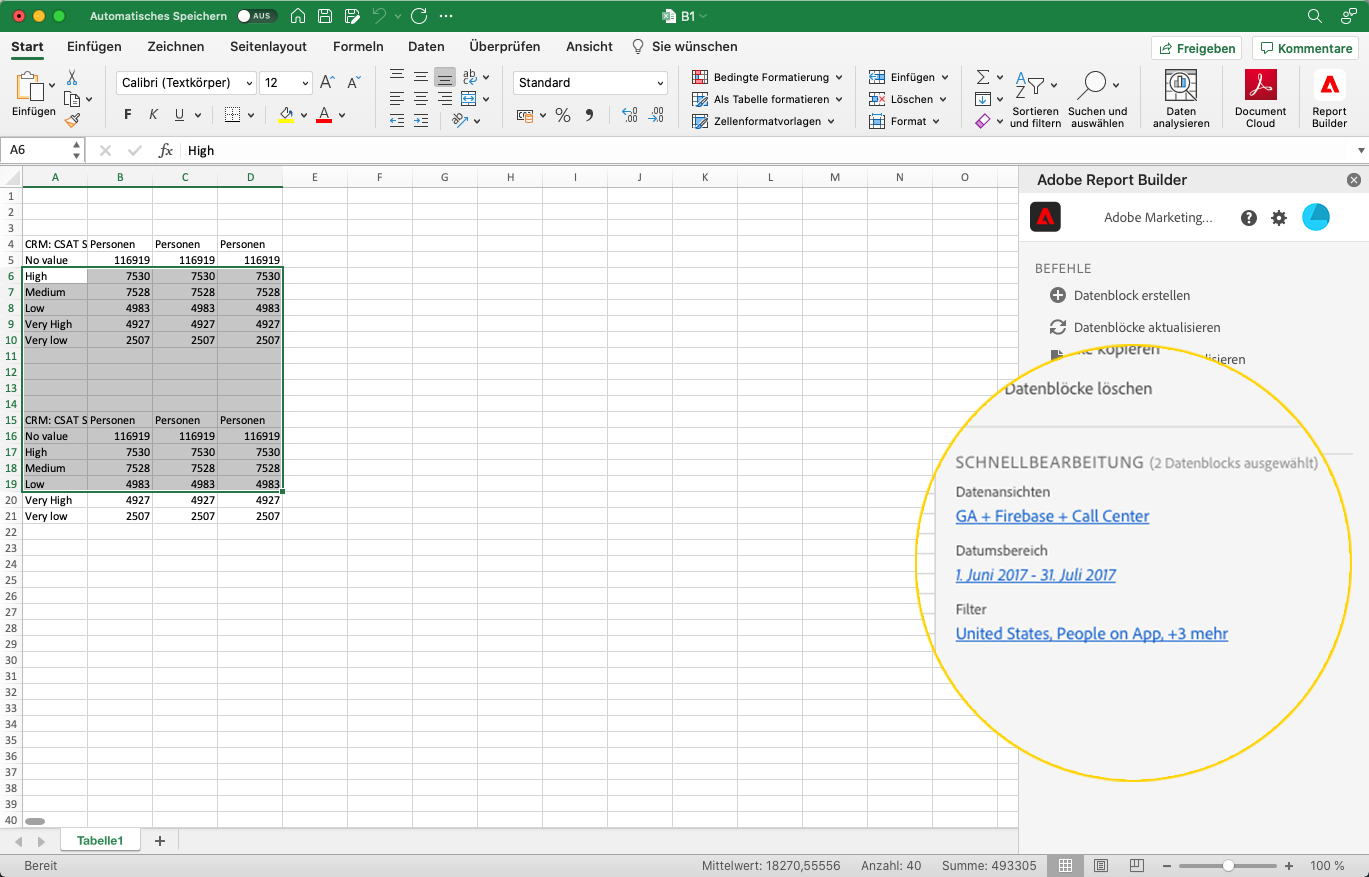 Automatisches Speichern AUS B1
Start Einfügen Zeichnen Seitenlayout Formeln Daten Überprüfen Ansicht Sie wünschen Freigeben Kommentare
Einfügen
Calibri (Textkörper) 12
F K U
Standard
Bedingte Formatierung
Als Tabelle formatieren
Zellenformatvorlagen
Einfügen
Löschen
Format
Sortieren
und filtern
Suchen und
auswählen
Daten
analysieren
Document
Cloud
Report
Builder
A6 fx High
A B C D E F G H I J K L M N O
1
2
3
4 CRM: CSAT S Personen Personen Personen
5 No value 116919 116919 116919
6 High 7530 7530 7530
7 Medium 7528 7528 7528
8 Low 4983 4983 4983
9 Very High 4927 4927 4927
10 Very low 2507 2507 2507
11
12
13
14
15 CRM: CSAT S Personen Personen Personen
16 No value 116919 116919 116919
17 High 7530 7530 7530
18 Medium 7528 7528 7528
19 Low 4983 4983 4983
20 Very High 4927 4927 4927
21 Very low 2507 2507 2507
22
23
24
25
26
27
28
29
30
31
32
33
34
35
36
37
38
39
40
Adobe Report Builder
Adobe Marketing...
BEFEHLE
Datenblock erstellen
Datenblöcke aktualisieren
kopieren
Datenblöcke löschen
SCHNELLBEARBEITUNG (2 Datenblocks ausgewählt)
Datenansichten
GA + Firebase + Call Center
Datumsbereich
1. Juni 2017 - 31. Juli 2017
Filter
United States, People on App, +3 mehr
Tabelle1
Bereit Mittelwert: 18270,55556 Anzahl: 40 Summe: 493305 100 %